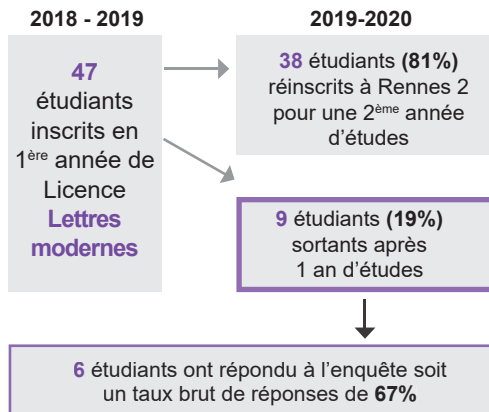 2018 - 2019
47
étudiants
inscrits en
1ère année de
Licence
Lettres
modernes
2019-2020
38 étudiants (81%)
réinscrits à Rennes 2
pour une 2ème année
d'études
9 étudiants (19%)
sortants après
1 an d'études
6 étudiants ont répondu à l'enquête soit
un taux brut de réponses de 67%